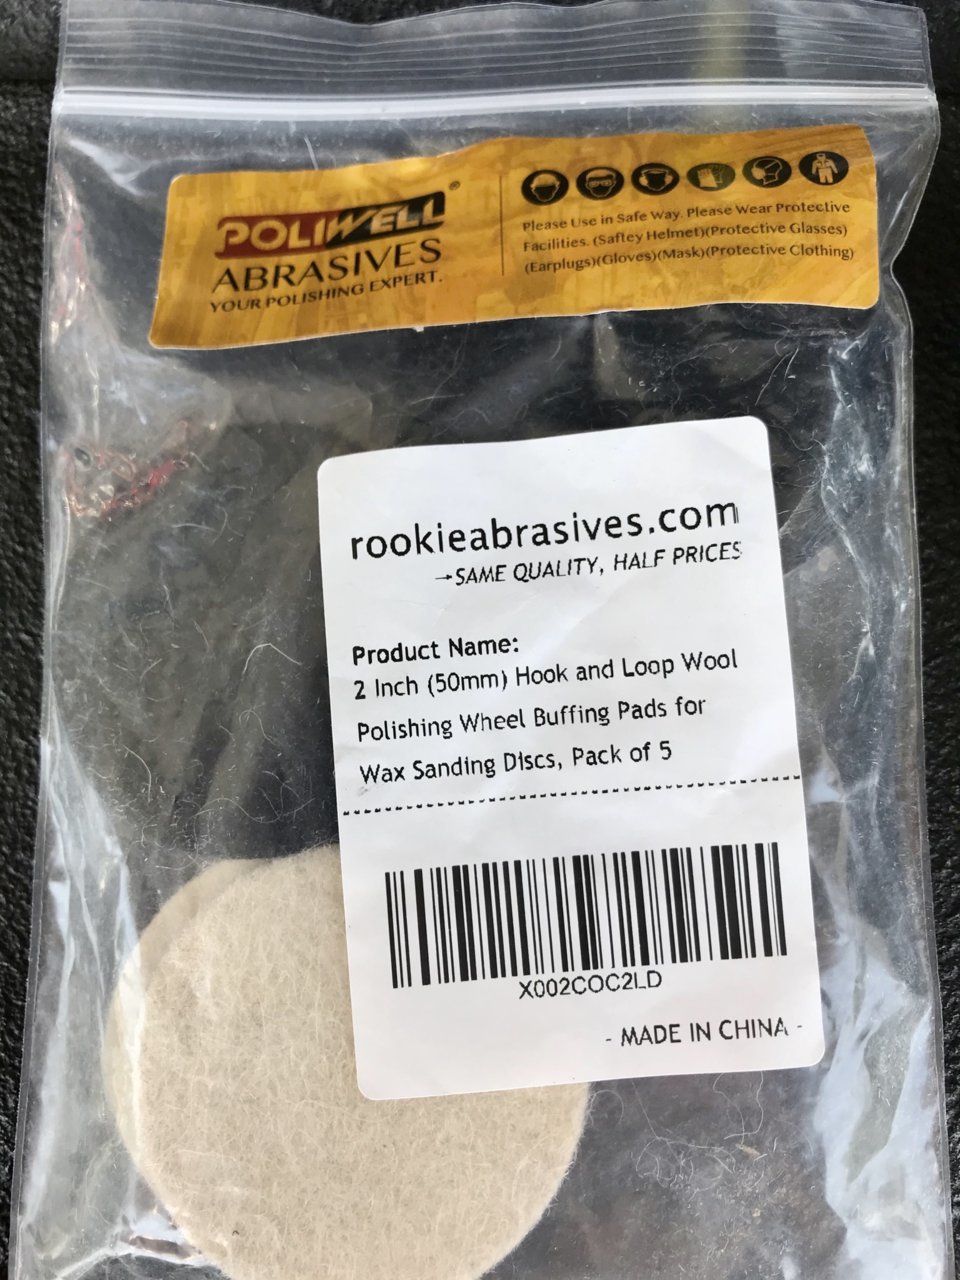 POLIWELL®
ABRASIVES
YOUR POLISHING EXPERT.
Please Use in Safe Way. Please Wear Protective
Facilities. (Saftey Helmet)(Protective Glasses)
(Earplugs)(Gloves)(Mask)(Protective Clothing)
rookieabrasives.com
→SAME QUALITY, HALF PRICES
Product Name:
2 Inch (50mm) Hook and Loop Wool
Polishing Wheel Buffing Pads for
Wax Sanding Discs, Pack of 5
X002COC2LD
- MADE IN CHINA -